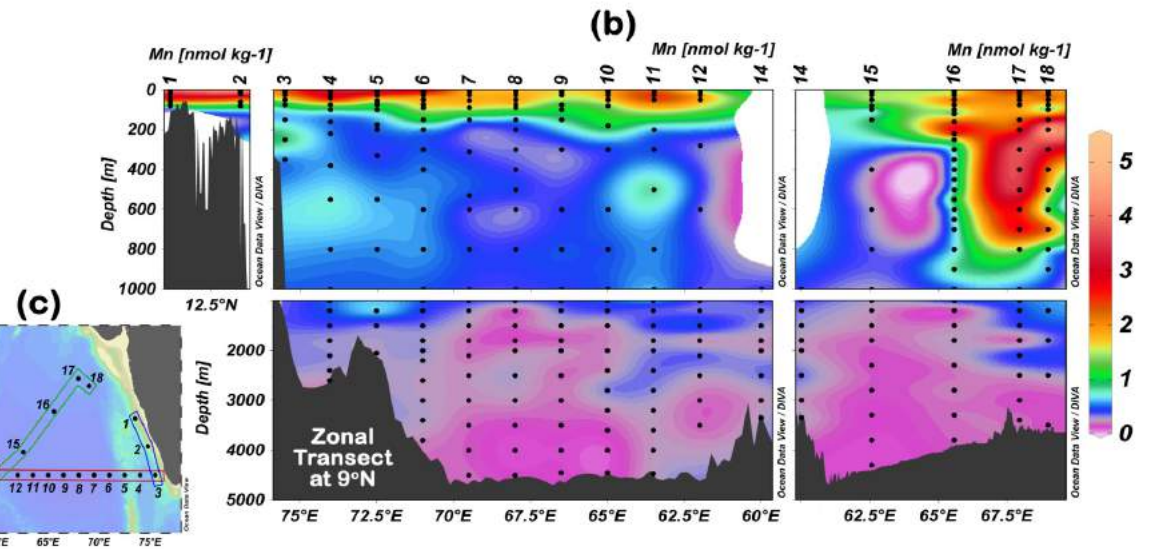 (b)
Mn [nmol kg-1]
Mn [nmol kg-1]
Mn [nmol kg-1]
1 2
3 4 5 6 7 8 9 10 11 12 14
14 15 16 17 18
0
200
400
600
800
1000
Depth [m]
Ocean Data View / DIVA
Ocean Data View / DIVA
Ocean Data View / DIVA
12.5°N
5
4
3
2
1
0
2000
3000
4000
5000
Depth [m]
Zonal
Transect
at 9°N
Ocean Data View / DIVA
Ocean Data View / DIVA
75°E 72.5°E 70°E 67.5°E 65°E 62.5°E 60°E
62.5°E 65°E 67.5°E
(c)
17
18
16
1
15
2
12 11 10 9 8 7 6 5 4 3
Ocean Data View
°E 65°E 70°E 75°E